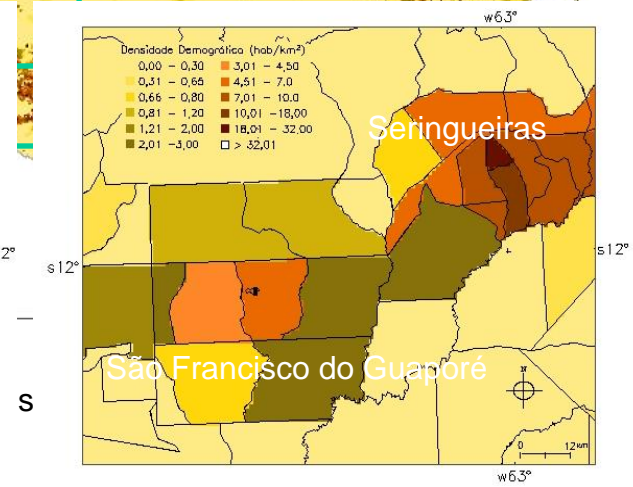 w63°
Densidade Demográfica (hab/km²)
0,00 – 0,30
0,31 – 0,65
0,66 – 0,80
0,81 – 1,20
1,21 – 2,00
2,01 –3,00
3,01 – 4,50
4,51 – 7.0
7,01 – 10.0
10,01 –18,00
18,01 – 32,00
> 32,01
Seringueiras
2°
s12°
s12°
São Francisco do Guaporé
s
N
0 12km
w63°